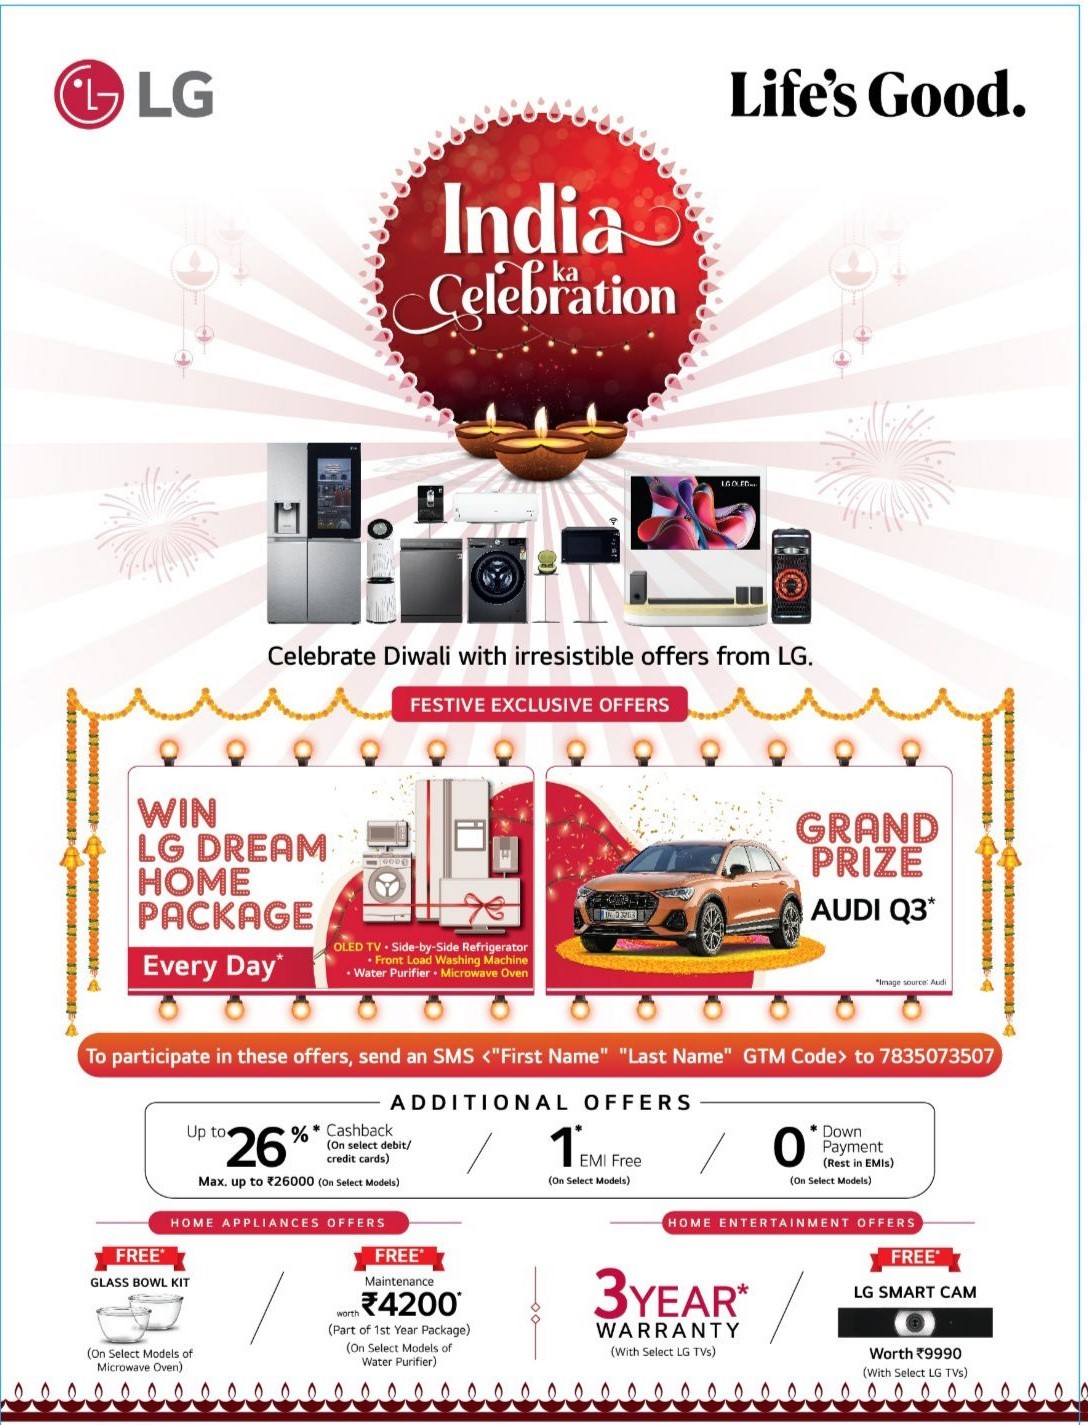 LG
Life's Good.
India
ka
Celebration
LG OLED
Celebrate Diwali with irresistible offers from LG.
FESTIVE EXCLUSIVE OFFERS
WIN
LG DREAM
HOME
PACKAGE
Every Day*
OLED TV • Side-by-Side Refrigerator
• Front Load Washing Machine
• Water Purifier • Microwave Oven
GRAND
PRIZE
AUDI Q3*
*Image source: Audi
To participate in these offers, send an SMS <"First Name" "Last Name" GTM Code> to 7835073507
ADDITIONAL OFFERS
Up to 26%* Cashback
(On select debit/
credit cards)
Max. up to ₹26000 (On Select Models)
1* EMI Free
(On Select Models)
0* Down
Payment
(Rest in EMIs)
(On Select Models)
HOME APPLIANCES OFFERS
FREE*
GLASS BOWL KIT
(On Select Models of
Microwave Oven)
FREE*
Maintenance
worth ₹4200*
(Part of 1st Year Package)
(On Select Models of
Water Purifier)
HOME ENTERTAINMENT OFFERS
3 YEAR*
WARRANTY
(With Select LG TVs)
FREE*
LG SMART CAM
Worth ₹9990
(With Select LG TVs)